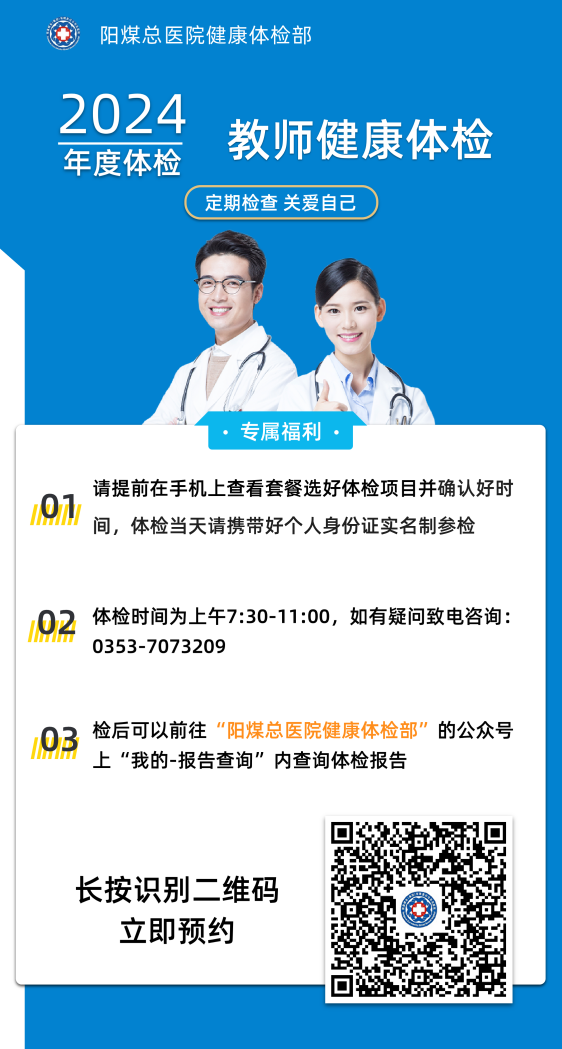 阳煤总医院健康体检部
2024
年度体检
教师健康体检
定期检查 关爱自己
· 专属福利 ·
01
请提前在手机上查看套餐选好体检项目并确认好时
间，体检当天请携带好个人身份证实名制参检
02
体检时间为上午7:30-11:00，如有疑问致电咨询：
0353-7073209
03
检后可以前往“阳煤总医院健康体检部”的公众号
上“我的-报告查询”内查询体检报告
长按识别二维码
立即预约